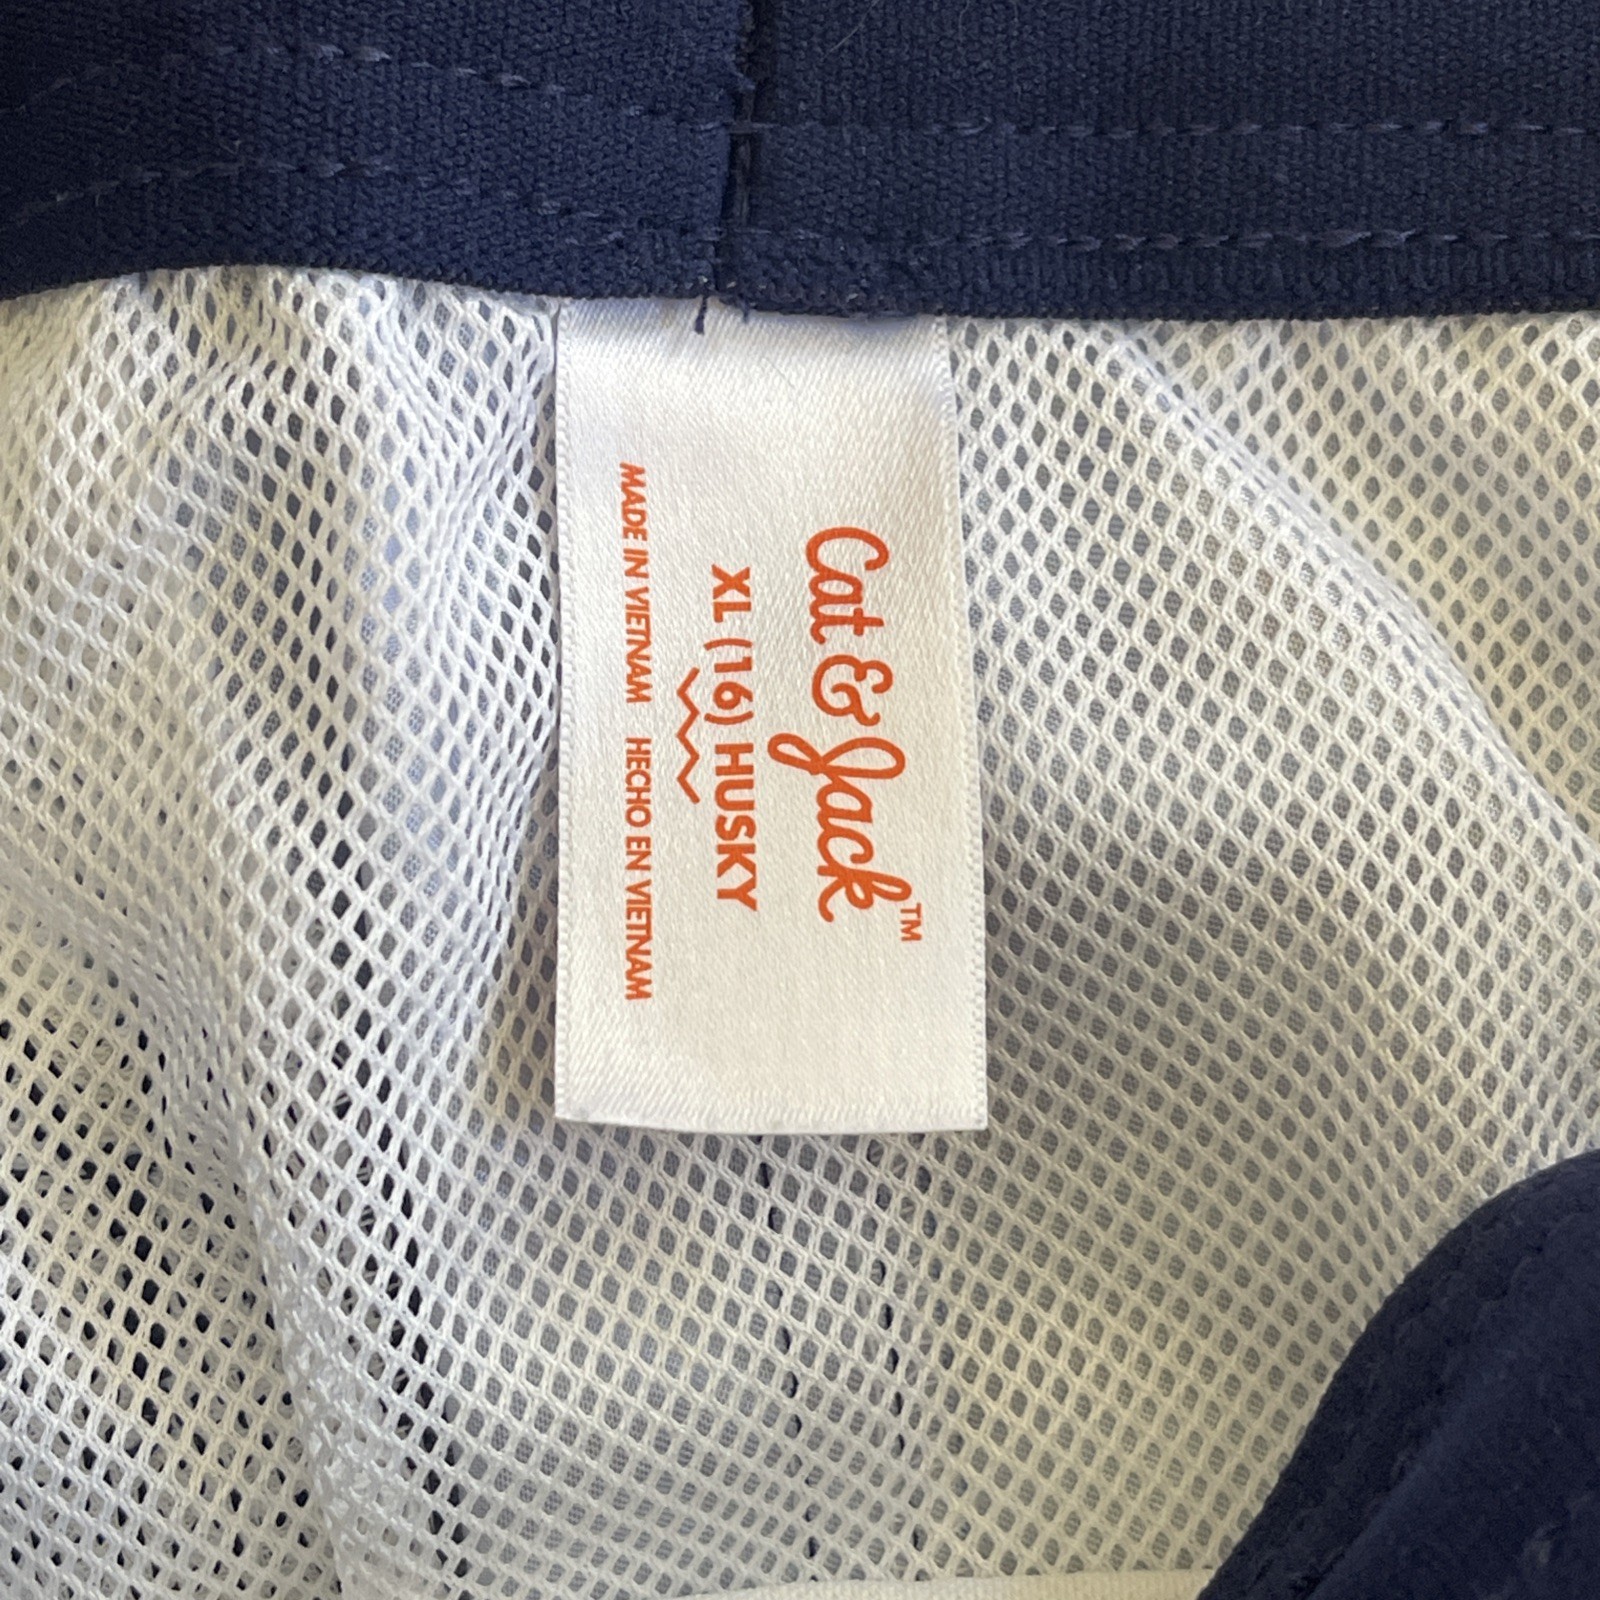 Cat & Jack™
XL (16) HUSKY
MADE IN VIETNAM HECHO EN VIETNAM